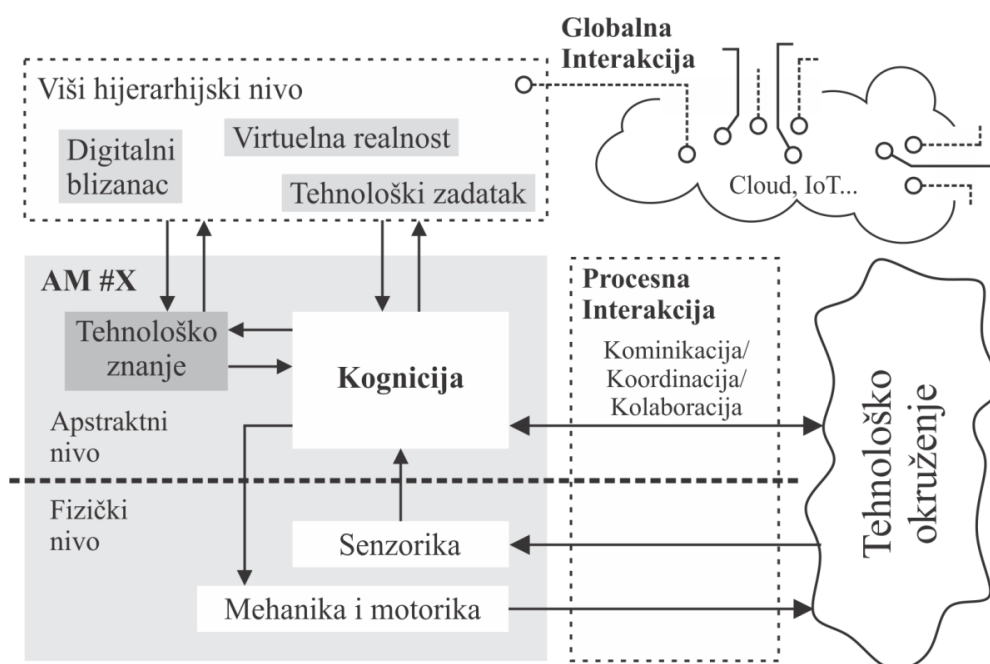 Globalna
Interakcija
Viši hijerarhijski nivo
Digitalni
blizanac
Virtuelna realnost
Tehnološki zadatak
Cloud, IoT...
AM #X
Tehnološko
znanje
Kognicija
Apstraktni
nivo
Fizički
nivo
Senzorika
Mehanika i motorika
Procesna
Interakcija
Kominikacija/
Koordinacija/
Kolaboracija
Tehnološko
okruženje